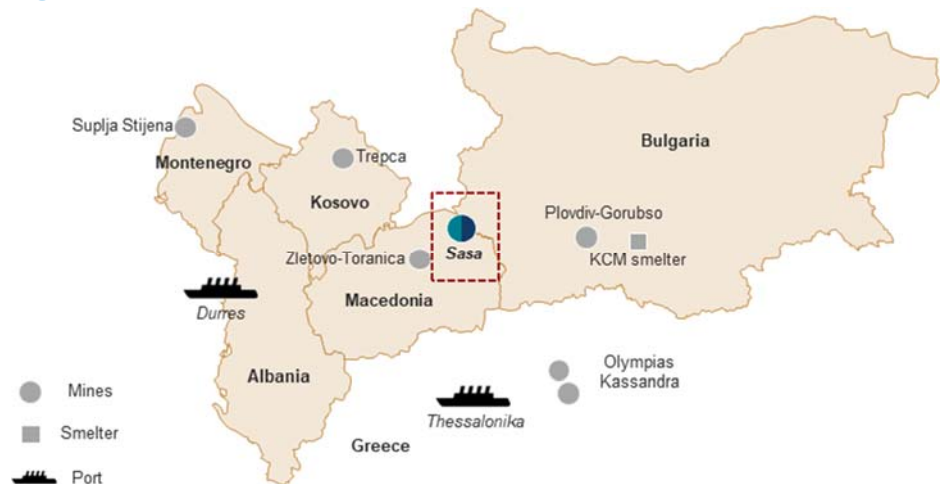 Suplja Stijena
Montenegro
Trepca
Kosovo
Bulgaria
Plovdiv-Gorubso
KCM smelter
Sasa
Zletovo-Toranica
Macedonia
Durres
Albania
Olympias
Kassandra
Thessalonika
Greece
Mines
Smelter
Port